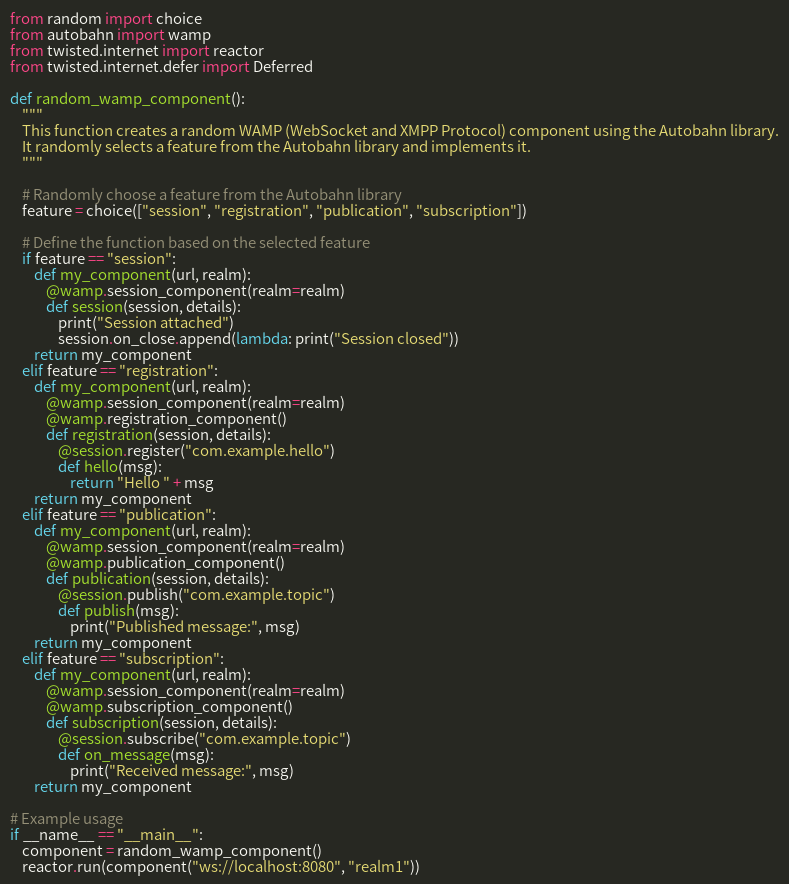 from random import choice
from autobahn import wamp
from twisted.internet import reactor
from twisted.internet.defer import Deferred

def random_wamp_component():
    """
    This function creates a random WAMP (WebSocket and XMPP Protocol) component using the Autobahn library.
    It randomly selects a feature from the Autobahn library and implements it.
    """

    # Randomly choose a feature from the Autobahn library
    feature = choice(["session", "registration", "publication", "subscription"])

    # Define the function based on the selected feature
    if feature == "session":
        def my_component(url, realm):
            @wamp.session_component(realm=realm)
            def session(session, details):
                print("Session attached")
                session.on_close.append(lambda: print("Session closed"))
        return my_component
    elif feature == "registration":
        def my_component(url, realm):
            @wamp.session_component(realm=realm)
            @wamp.registration_component()
            def registration(session, details):
                @session.register("com.example.hello")
                def hello(msg):
                    return "Hello " + msg
        return my_component
    elif feature == "publication":
        def my_component(url, realm):
            @wamp.session_component(realm=realm)
            @wamp.publication_component()
            def publication(session, details):
                @session.publish("com.example.topic")
                def publish(msg):
                    print("Published message:", msg)
        return my_component
    elif feature == "subscription":
        def my_component(url, realm):
            @wamp.session_component(realm=realm)
            @wamp.subscription_component()
            def subscription(session, details):
                @session.subscribe("com.example.topic")
                def on_message(msg):
                    print("Received message:", msg)
        return my_component

# Example usage
if __name__ == "__main__":
    component = random_wamp_component()
    reactor.run(component("ws://localhost:8080", "realm1"))